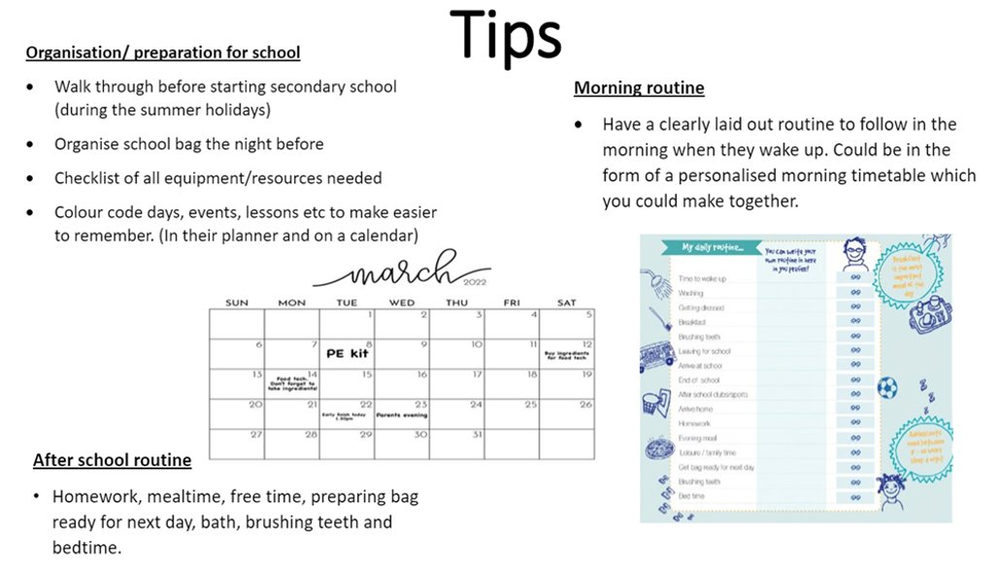 Tips
Organisation/ preparation for school
• Walk through before starting secondary school
(during the summer holidays)
• Organise school bag the night before
• Checklist of all equipment/resources needed
• Colour code days, events, lessons etc to make easier
to remember. (In their planner and on a calendar)
march 2022
SUN MON TUE WED THU FRI SAT
1 2 3 4 5
6 7 8 9 10 11 12
PE kit
Buy ingredients
for food tech
13 14 15 16 17 18 19
Food tech.
Don't forget to
take ingredients!
20 21 22 23 24 25 26
Early finish today
1.30pm
Parents evening
27 28 29 30 31
After school routine
• Homework, mealtime, free time, preparing bag
ready for next day, bath, brushing teeth and
bedtime.
Morning routine
• Have a clearly laid out routine to follow in the
morning when they wake up. Could be in the
form of a personalised morning timetable which
you could make together.
My daily routine...
You can write your
own routine in here
if you prefer!
Breakfast
is the most
important
meal of the
day
Time to wake up
Washing
Getting dressed
Breakfast
Brushing teeth
Leaving for school
Arrive at school
End of school
After school clubs/sports
Arrive home
Homework
Evening meal
Leisure / family time
Get bag ready for next day
Brushing teeth
Bed time
z
z
z
Adolescents
need between
sleep a night